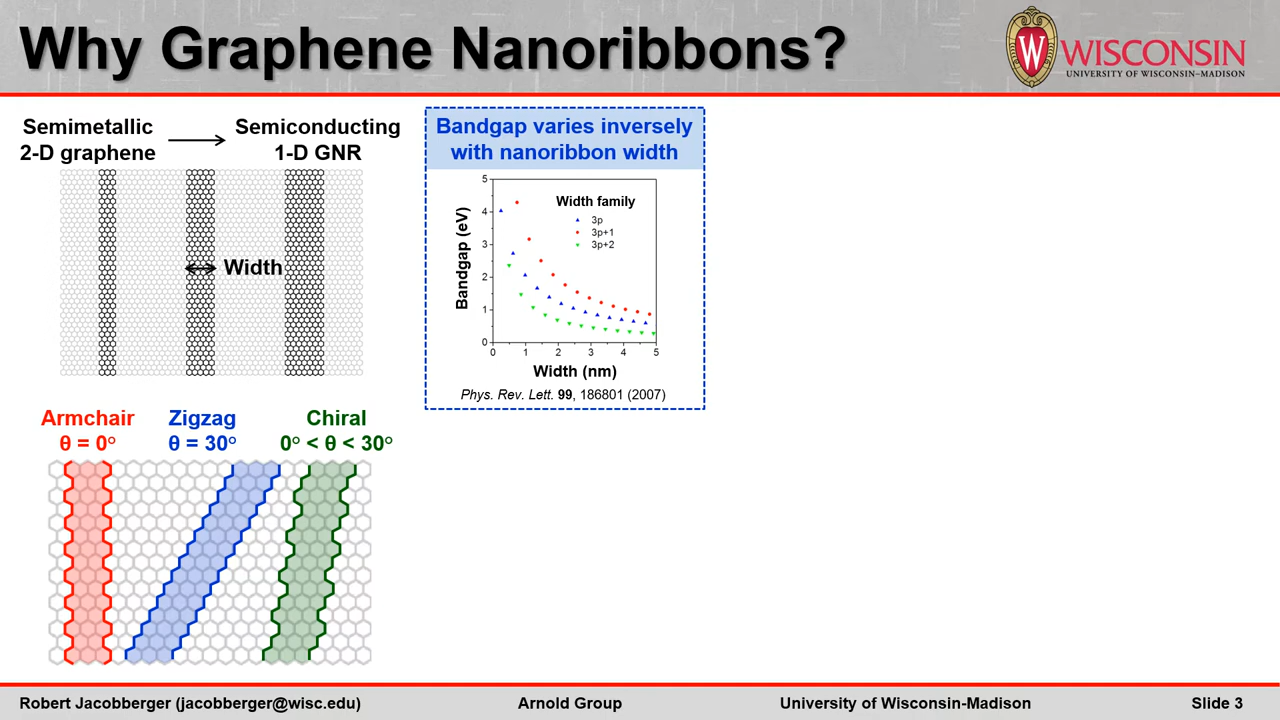 Why Graphene Nanoribbons?
W
WISCONSIN
UNIVERSITY OF WISCONSIN–MADISON
Semimetallic
2-D graphene
Semiconducting
1-D GNR
Width
Armchair
θ = 0°
Zigzag
θ = 30°
Chiral
0° < θ < 30°
Bandgap varies inversely
with nanoribbon width
Bandgap (eV)
5
4
3
2
1
0
Width family
3p
3p+1
3p+2
0 1 2 3 4 5
Width (nm)
Phys. Rev. Lett. 99, 186801 (2007)
Robert Jacobberger (jacobberger@wisc.edu)
Arnold Group
University of Wisconsin-Madison
Slide 3